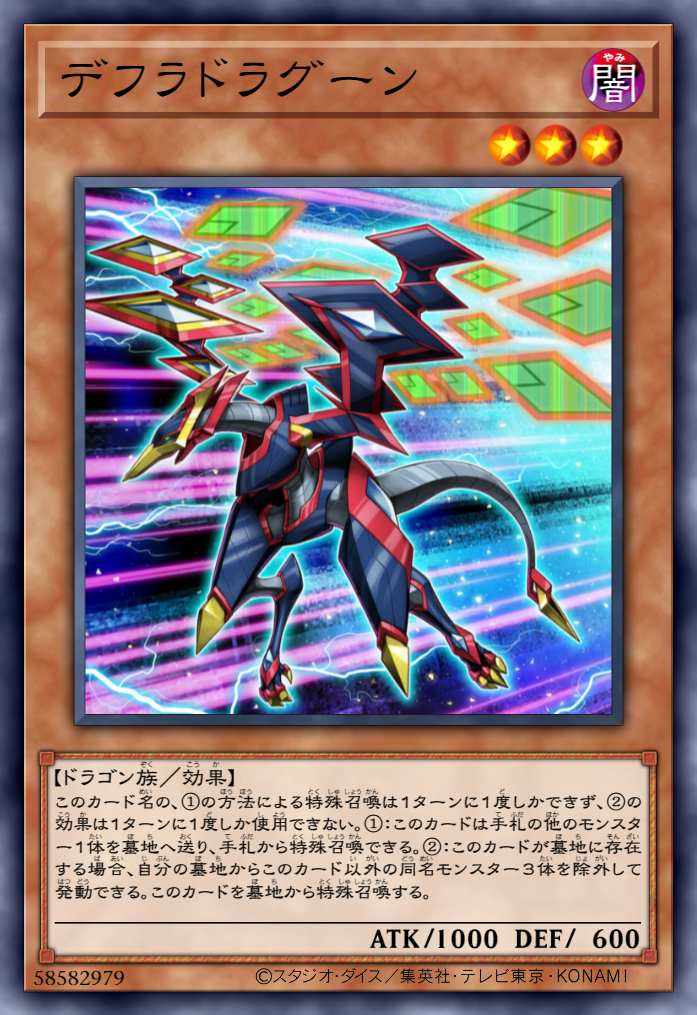 デフラドラグーン
やみ
闇
【ドラゴン族／効果】
このカード名の、①の方法による特殊召喚は１ターンに１度しかできず、②の
効果は１ターンに１度しか使用できない。①：このカードは手札の他のモンスタ
ー１体を墓地へ送り、手札から特殊召喚できる。②：このカードが墓地に存在
する場合、自分の墓地からこのカード以外の同名モンスター３体を除外して
発動できる。このカードを墓地から特殊召喚する。
ATK/1000 DEF/ 600
58582979 ©スタジオ・ダイス／集英社・テレビ東京・KONAMI